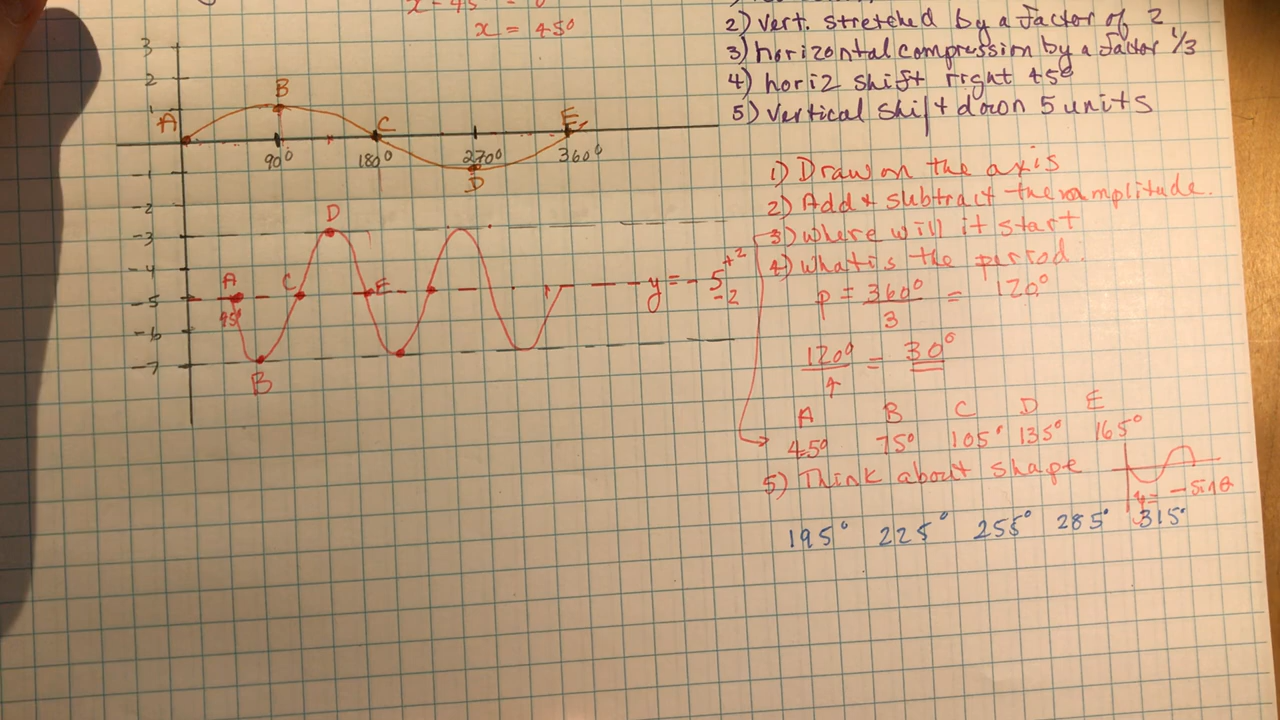 x = 45°
2) vert. stretched by a factor of 2
3) horizontal compression by a factor 1/3
4) horiz shift right 45°
5) Vertical shift down 5 units
3
2
1
A
B
C
E
90°
180°
270°
360°
-1
D
-2
-3
-4
-5
-6
-7
D
A
C
E
45°
B
y = -5
+2
-2
1) Draw on the axis
2) Add & subtract the amplitude.
3) where will it start
4) what is the period.
p = 360° / 3 = 120°
120° / 4 = 30°
A B C D E
45° 75° 105° 135° 165°
5) Think about shape
y = -sinθ
195° 225° 255° 285° 315°